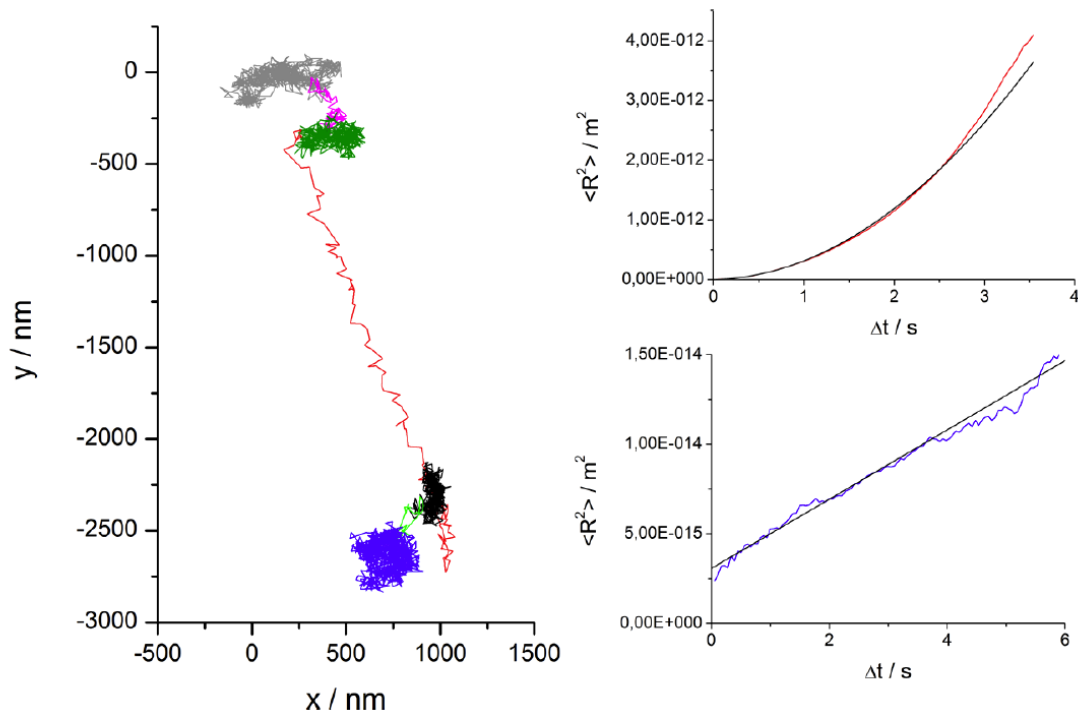 0
-500
-1000
-1500
-2000
-2500
-3000
y / nm
-500
0
500
1000
1500
x / nm
4,00E-012
3,00E-012
2,00E-012
1,00E-012
0,00E+000
<R²> / m²
0
1
2
3
4
Δt / s
1,50E-014
1,00E-014
5,00E-015
0,00E+000
<R²> / m²
0
2
4
6
Δt / s